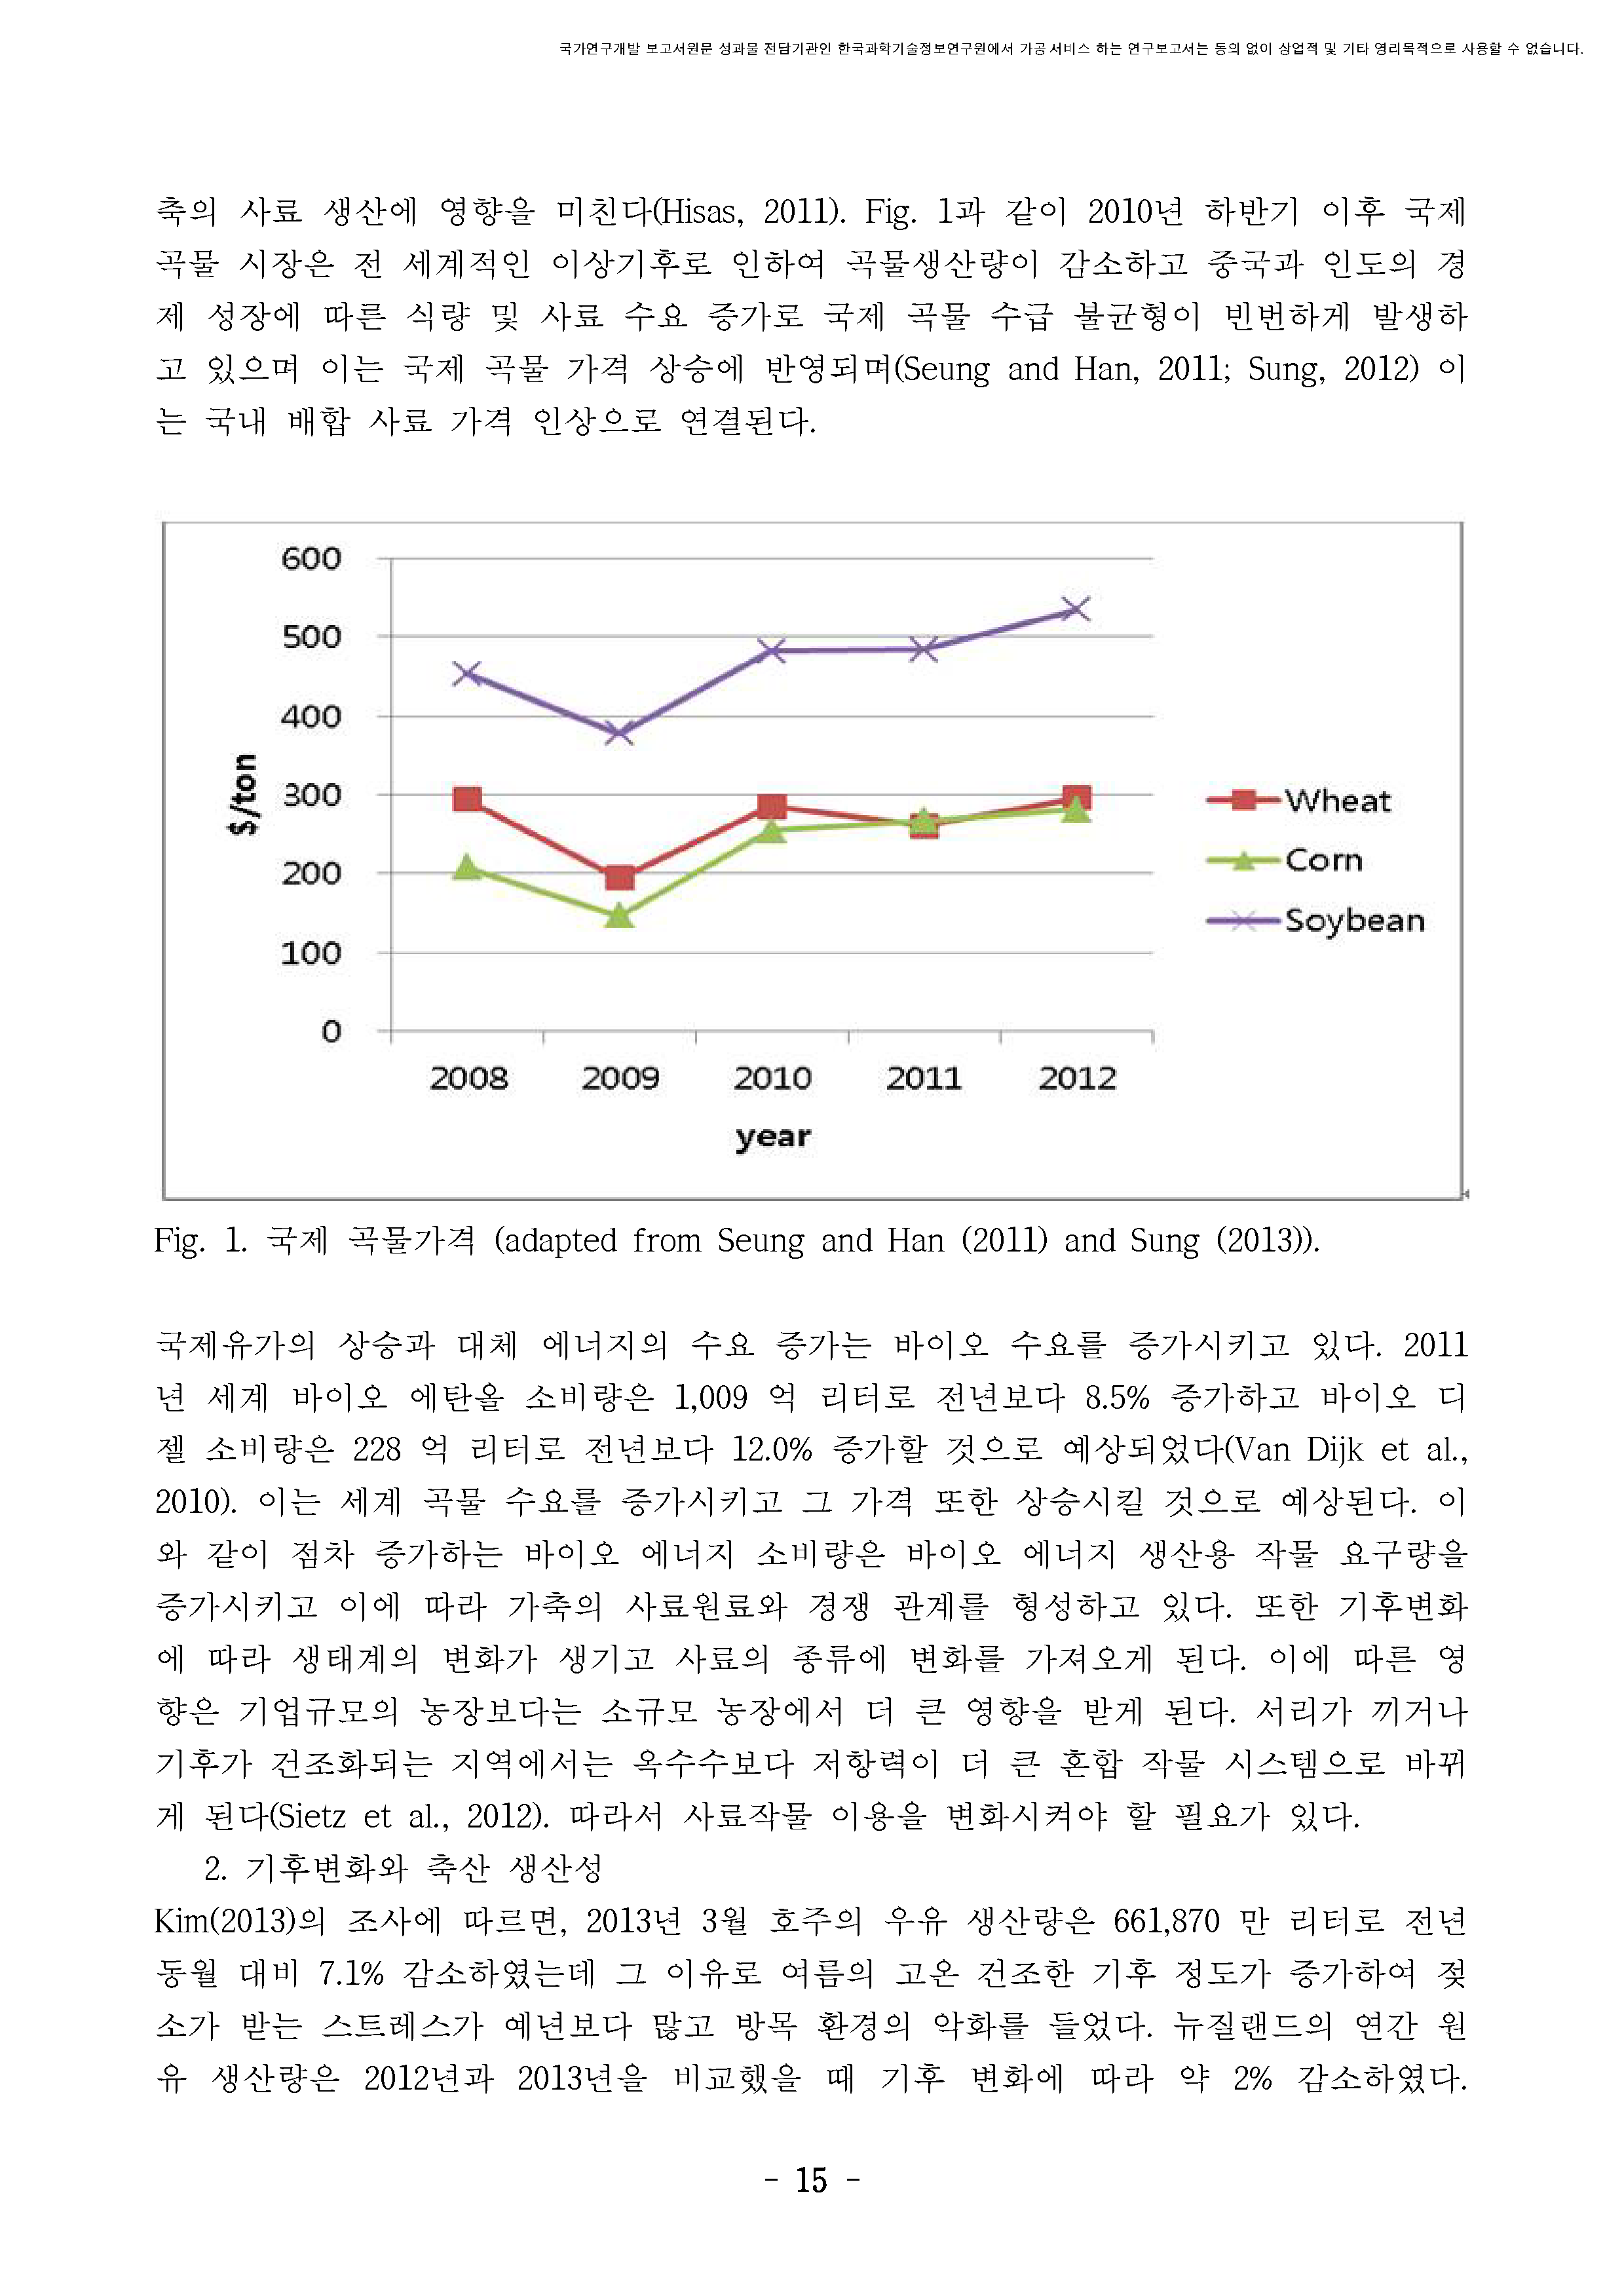 국가연구개발 보고서원문 성과물 전담기관인 한국과학기술정보연구원에서 가공·서비스 하는 연구보고서는 동의 없이 상업적 및 기타 영리목적으로 사용할 수 없습니다.
축의 사료 생산에 영향을 미친다(Hisas, 2011). Fig. 1과 같이 2010년 하반기 이후 국제
곡물 시장은 전 세계적인 이상기후로 인하여 곡물생산량이 감소하고 중국과 인도의 경
제 성장에 따른 식량 및 사료 수요 증가로 국제 곡물 수급 불균형이 빈번하게 발생하
고 있으며 이는 국제 곡물 가격 상승에 반영되며(Seung and Han, 2011; Sung, 2012) 이
는 국내 배합 사료 가격 인상으로 연결된다.
600
500
400
300
200
100
0
$/ton
2008 2009 2010 2011 2012
year
Wheat
Corn
Soybean
Fig. 1. 국제 곡물가격 (adapted from Seung and Han (2011) and Sung (2013)).
국제유가의 상승과 대체 에너지의 수요 증가는 바이오 수요를 증가시키고 있다. 2011
년 세계 바이오 에탄올 소비량은 1,009 억 리터로 전년보다 8.5% 증가하고 바이오 디
젤 소비량은 228 억 리터로 전년보다 12.0% 증가할 것으로 예상되었다(Van Dijk et al.,
2010). 이는 세계 곡물 수요를 증가시키고 그 가격 또한 상승시킬 것으로 예상된다. 이
와 같이 점차 증가하는 바이오 에너지 소비량은 바이오 에너지 생산용 작물 요구량을
증가시키고 이에 따라 가축의 사료원료와 경쟁 관계를 형성하고 있다. 또한 기후변화
에 따라 생태계의 변화가 생기고 사료의 종류에 변화를 가져오게 된다. 이에 따른 영
향은 기업규모의 농장보다는 소규모 농장에서 더 큰 영향을 받게 된다. 서리가 끼거나
기후가 건조화되는 지역에서는 옥수수보다 저항력이 더 큰 혼합 작물 시스템으로 바뀌
게 된다(Sietz et al., 2012). 따라서 사료작물 이용을 변화시켜야 할 필요가 있다.
2. 기후변화와 축산 생산성
Kim(2013)의 조사에 따르면, 2013년 3월 호주의 우유 생산량은 661,870 만 리터로 전년
동월 대비 7.1% 감소하였는데 그 이유로 여름의 고온 건조한 기후 정도가 증가하여 젖
소가 받는 스트레스가 예년보다 많고 방목 환경의 악화를 들었다. 뉴질랜드의 연간 원
유 생산량은 2012년과 2013년을 비교했을 때 기후 변화에 따라 약 2% 감소하였다.
- 15 -